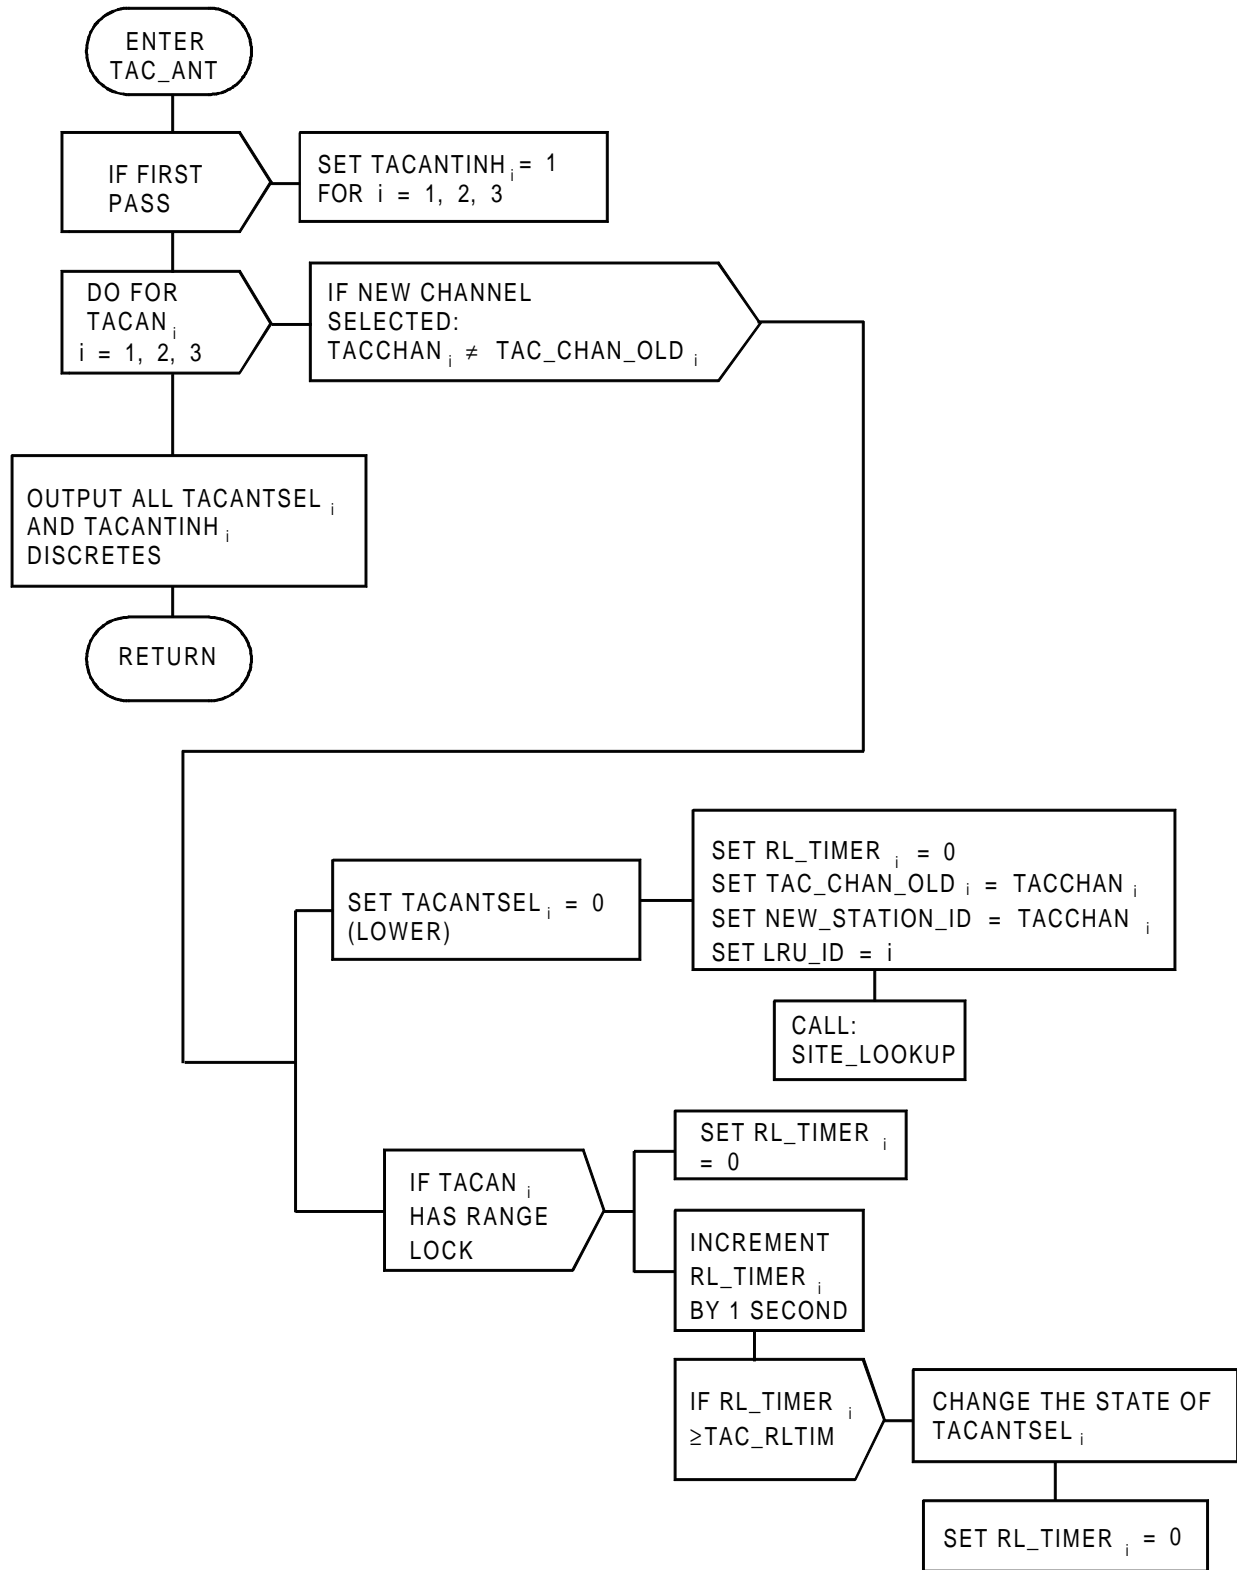 ENTER
TAC_ANT
IF FIRST
PASS
SET TACANTINH i = 1
FOR i = 1, 2, 3
DO FOR
TACAN i
i = 1, 2, 3
IF NEW CHANNEL
SELECTED:
TACCHAN i ≠ TAC_CHAN_OLD i
OUTPUT ALL TACANTSEL i
AND TACANTINH i
DISCRETES
RETURN
SET TACANTSEL i = 0
(LOWER)
SET RL_TIMER i = 0
SET TAC_CHAN_OLD i = TACCHAN i
SET NEW_STATION_ID = TACCHAN i
SET LRU_ID = i
CALL:
SITE_LOOKUP
IF TACAN i
HAS RANGE
LOCK
SET RL_TIMER i
= 0
INCREMENT
RL_TIMER i
BY 1 SECOND
IF RL_TIMER i
≥TAC_RLTIM
CHANGE THE STATE OF
TACANTSEL i
SET RL_TIMER i = 0